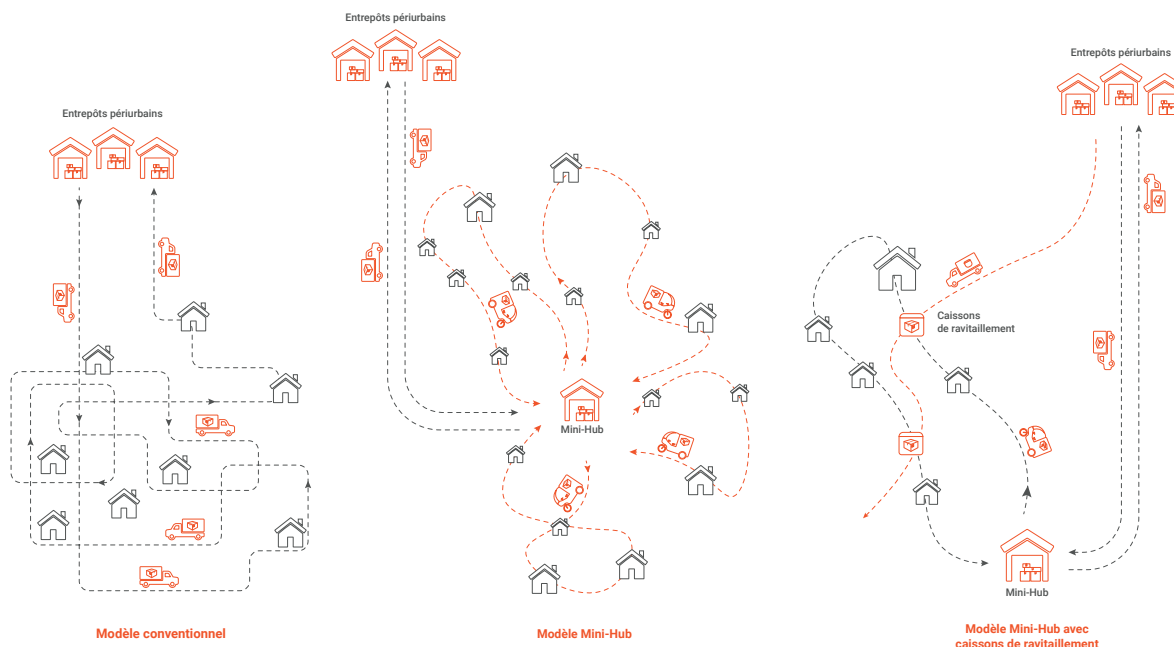 Entrepôts périurbains
Modèle conventionnel
Entrepôts périurbains
Mini-Hub
Modèle Mini-Hub
Entrepôts périurbains
Caissons
de ravitaillement
Mini-Hub
Modèle Mini-Hub avec
caissons de ravitaillement